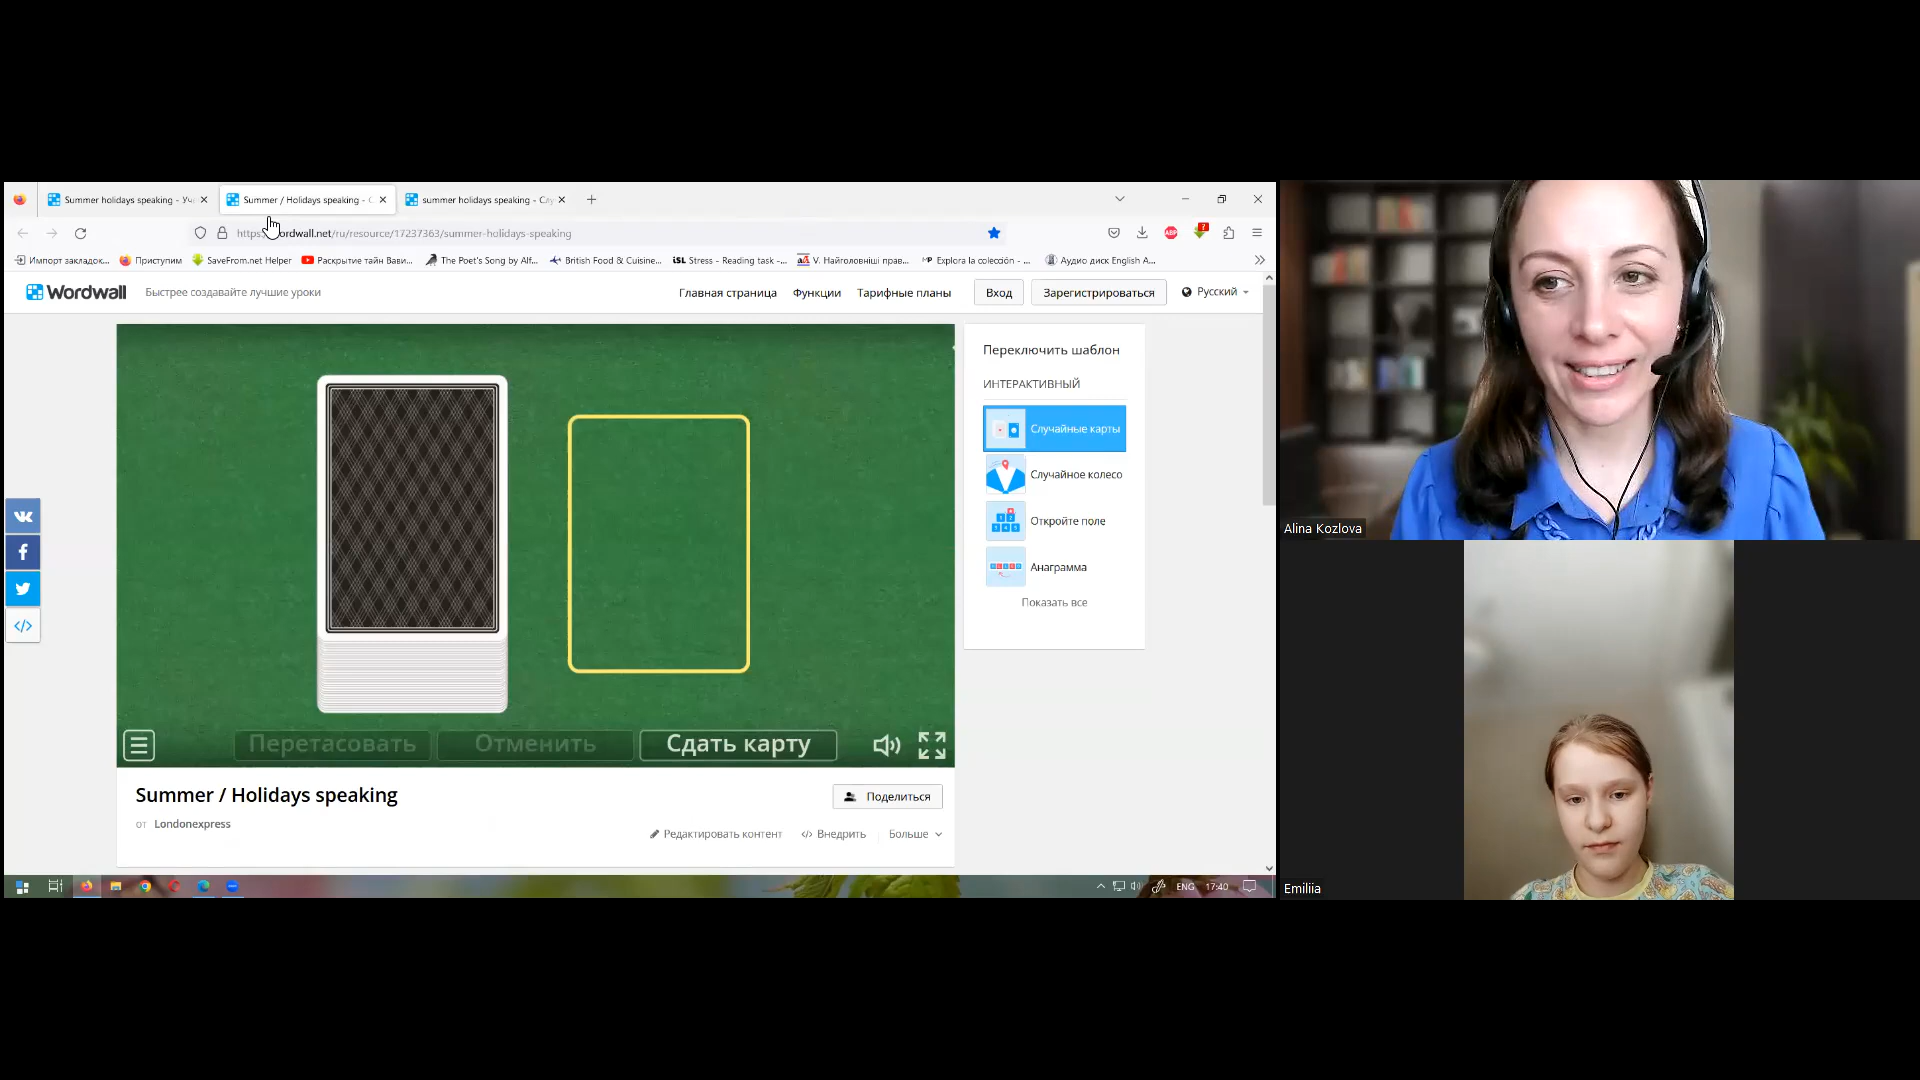 Summer holidays speaking - Уч
Summer / Holidays speaking - С
summer holidays speaking - Слу
ordwall.net/ru/resource/17237363/summer-holidays-speaking
Импорт закладок...
Приступим
SaveFrom.net Helper
Раскрытие тайн Вави...
The Poet's Song by Alf...
British Food & Cuisine...
iSL Stress - Reading task -...
V. Найголовніші прав...
Explora la colección - ...
Аудио диск English A...
Wordwall
Быстрее создавайте лучшие уроки
Главная страница
Функции
Тарифные планы
Вход
Зарегистрироваться
Русский
Переключить шаблон
ИНТЕРАКТИВНЫЙ
Случайные карты
Случайное колесо
Откройте поле
Анаграмма
Показать все
Перетасовать
Отменить
Сдать карту
Summer / Holidays speaking
от Londonexpress
Поделиться
Редактировать контент
Внедрить
Больше
ENG
17:40
Alina Kozlova
Emiliia